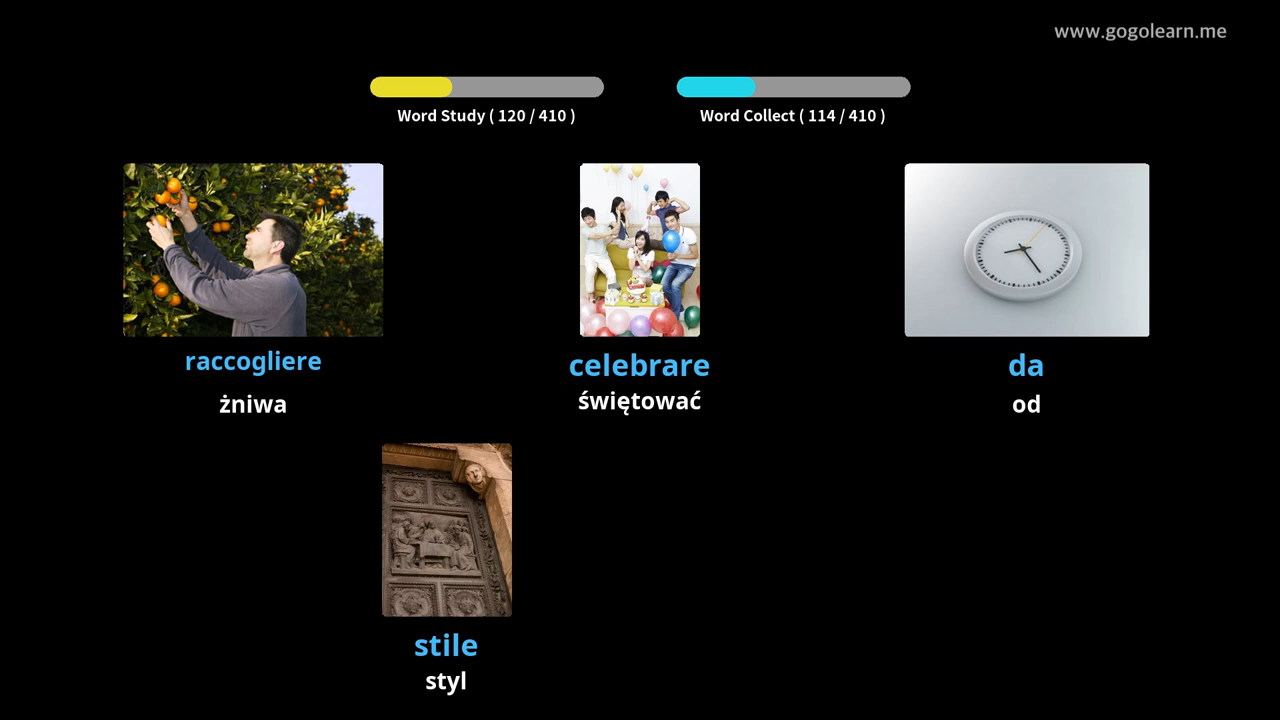 www.gogolearn.me
Word Study ( 120 / 410 )
Word Collect ( 114 / 410 )
raccogliere
żniwa
celebrare
świętować
da
od
stile
styl